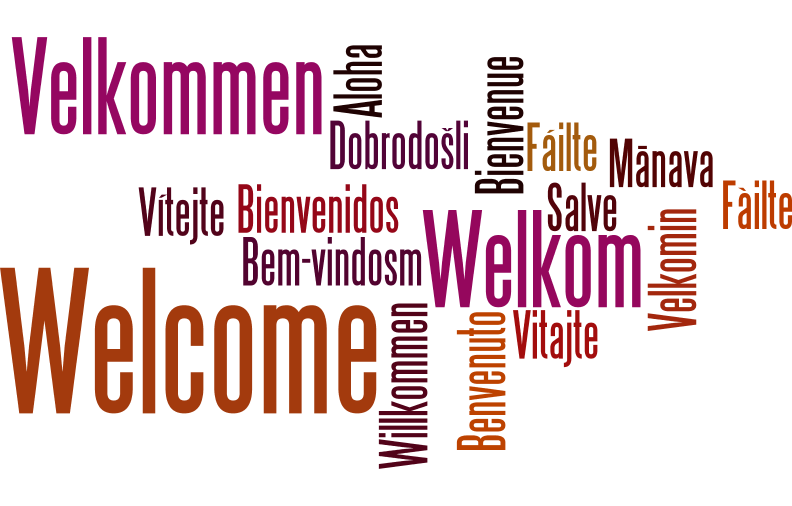 Velkommen
Aloha
Bienvenue
Dobrodošli
Fáilte
Mānava
Vítejte
Bienvenidos
Salve
Fàilte
Bem-vindosm
Welkom
Velkomin
Welcome
Willkommen
Benvenuto
Vitajte